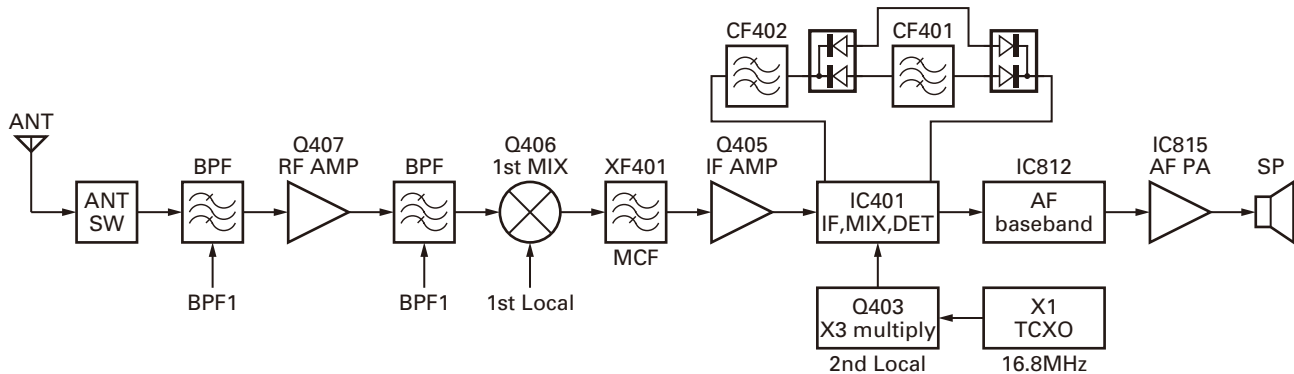 CF402
CF401
ANT
ANT
SW
BPF
BPF1
Q407
RF AMP
BPF
BPF1
Q406
1st MIX
1st Local
XF401
MCF
Q405
IF AMP
IC401
IF,MIX,DET
Q403
X3 multiply
2nd Local
X1
TCXO
16.8MHz
IC812
AF
baseband
IC815
AF PA
SP